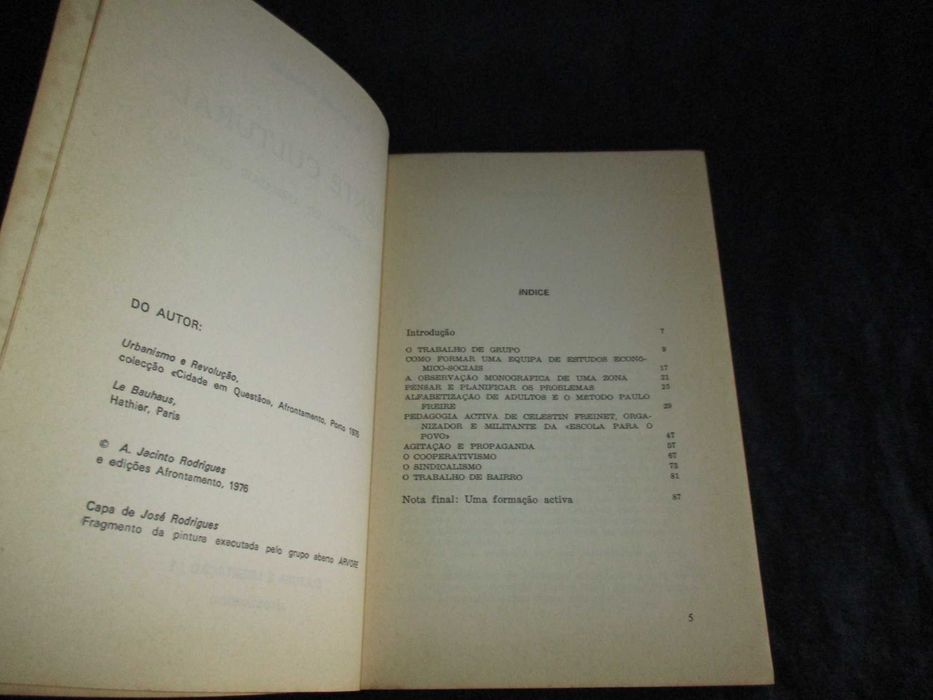 DO AUTOR:
Urbanismo e Revolução,
colecção «Cidade em Questão», Afrontamento, Porto 1976
Le Bauhaus,
Hathier, Paris
© A. Jacinto Rodrigues
e edições Afrontamento, 1976
Capa de José Rodrigues
Fragmento da pintura executada pelo grupo aberto ARVORE
INDICE
Introdução 7
O TRABALHO DE GRUPO 9
COMO FORMAR UMA EQUIPA DE ESTUDOS ECONÓ-
MICO-SOCIAIS 17
A OBSERVAÇÃO MONOGRAFICA DE UMA ZONA 21
PENSAR E PLANIFICAR OS PROBLEMAS 25
ALFABETIZAÇÃO DE ADULTOS E O METODO PAULO
FREIRE 29
PEDAGOGIA ACTIVA DE CELESTIN FREINET, ORGA-
NIZADOR E MILITANTE DA «ESCOLA PARA O
POVO» 47
AGITAÇÃO E PROPAGANDA 57
O COOPERATIVISMO 67
O SINDICALISMO 73
O TRABALHO DE BAIRRO 81
Nota final: Uma formação activa 87
5